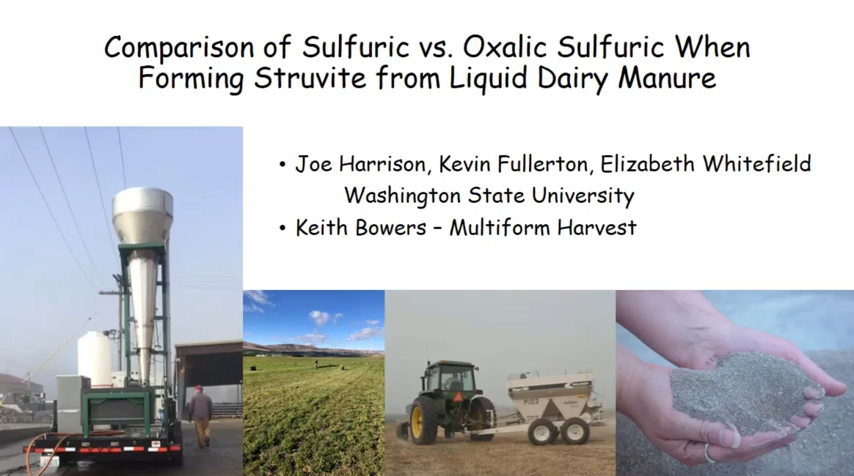 Comparison of Sulfuric vs. Oxalic Sulfuric When
Forming Struvite from Liquid Dairy Manure
• Joe Harrison, Kevin Fullerton, Elizabeth Whitefield
Washington State University
• Keith Bowers – Multiform Harvest